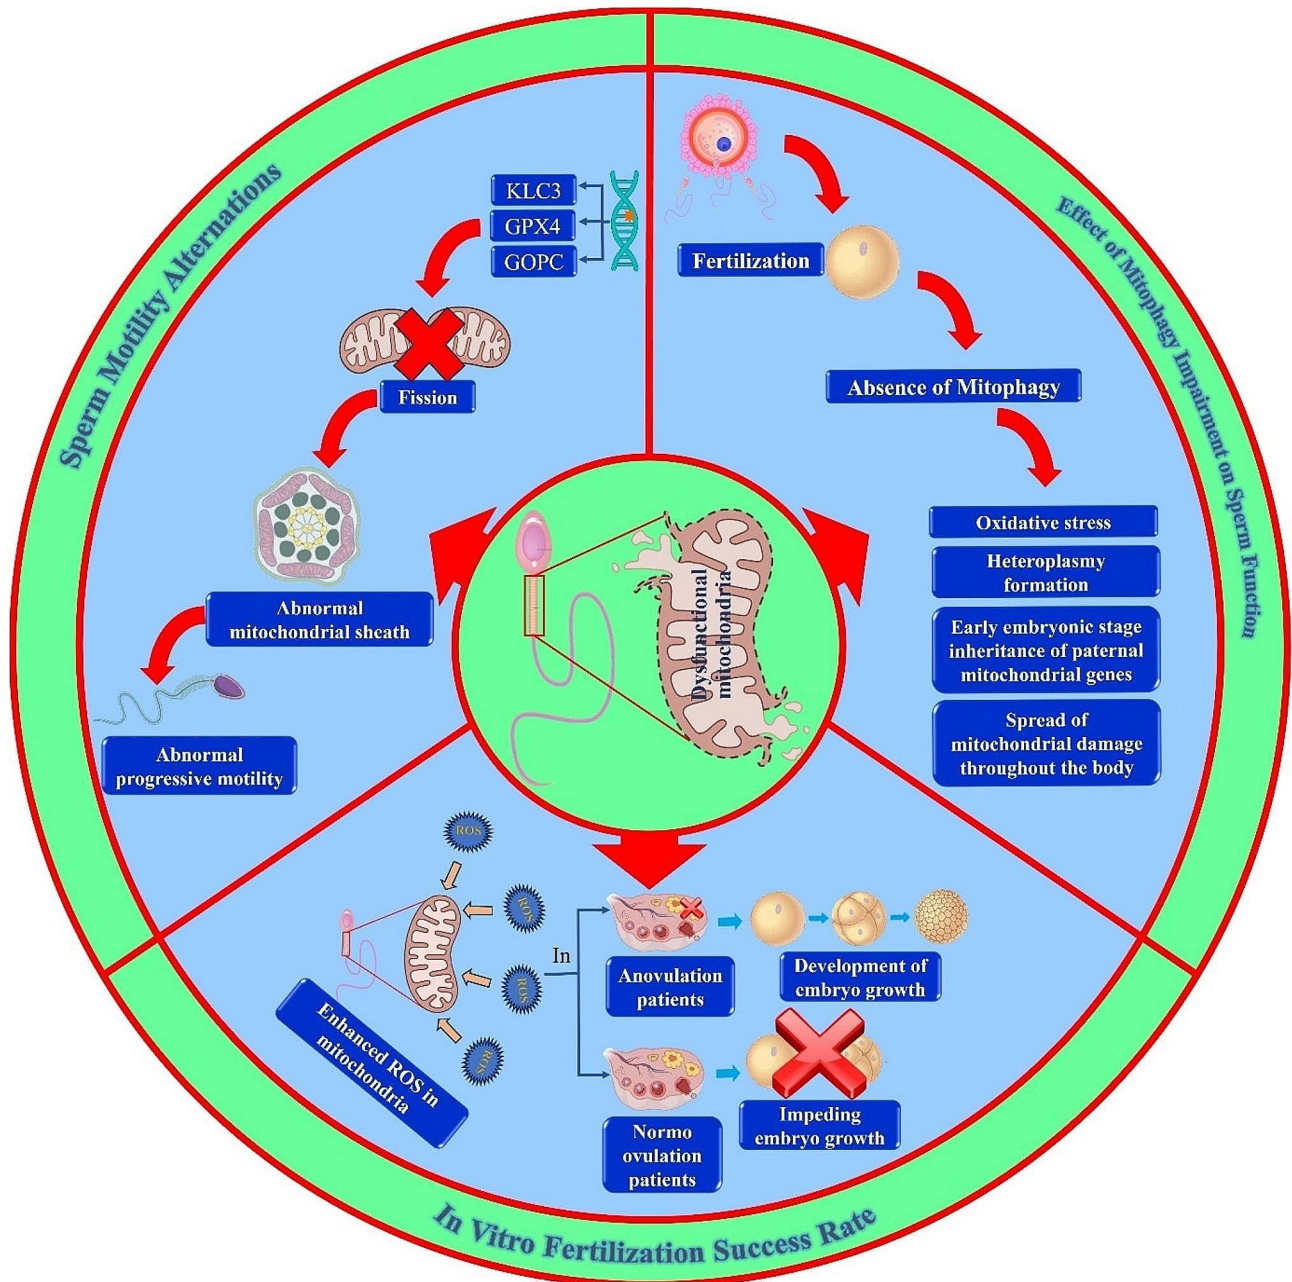 Sperm Motility Alternations
KLC3
GPX4
GOPC
Fission
Abnormal
mitochondrial sheath
Abnormal
progressive motility
Effect of Mitophagy Impairment on Sperm Function
Fertilization
Absence of Mitophagy
Oxidative stress
Heteroplasmy
formation
Early embryonic stage
inheritance of paternal
mitochondrial genes
Spread of
mitochondrial damage
throughout the body
Dysfunctional
mitochondria
ROS
ROS
ROS
ROS
Enhanced ROS in
mitochondria
In
Anovulation
patients
Development of
embryo growth
Normo
ovulation
patients
Impeding
embryo growth
In Vitro Fertilization Success Rate